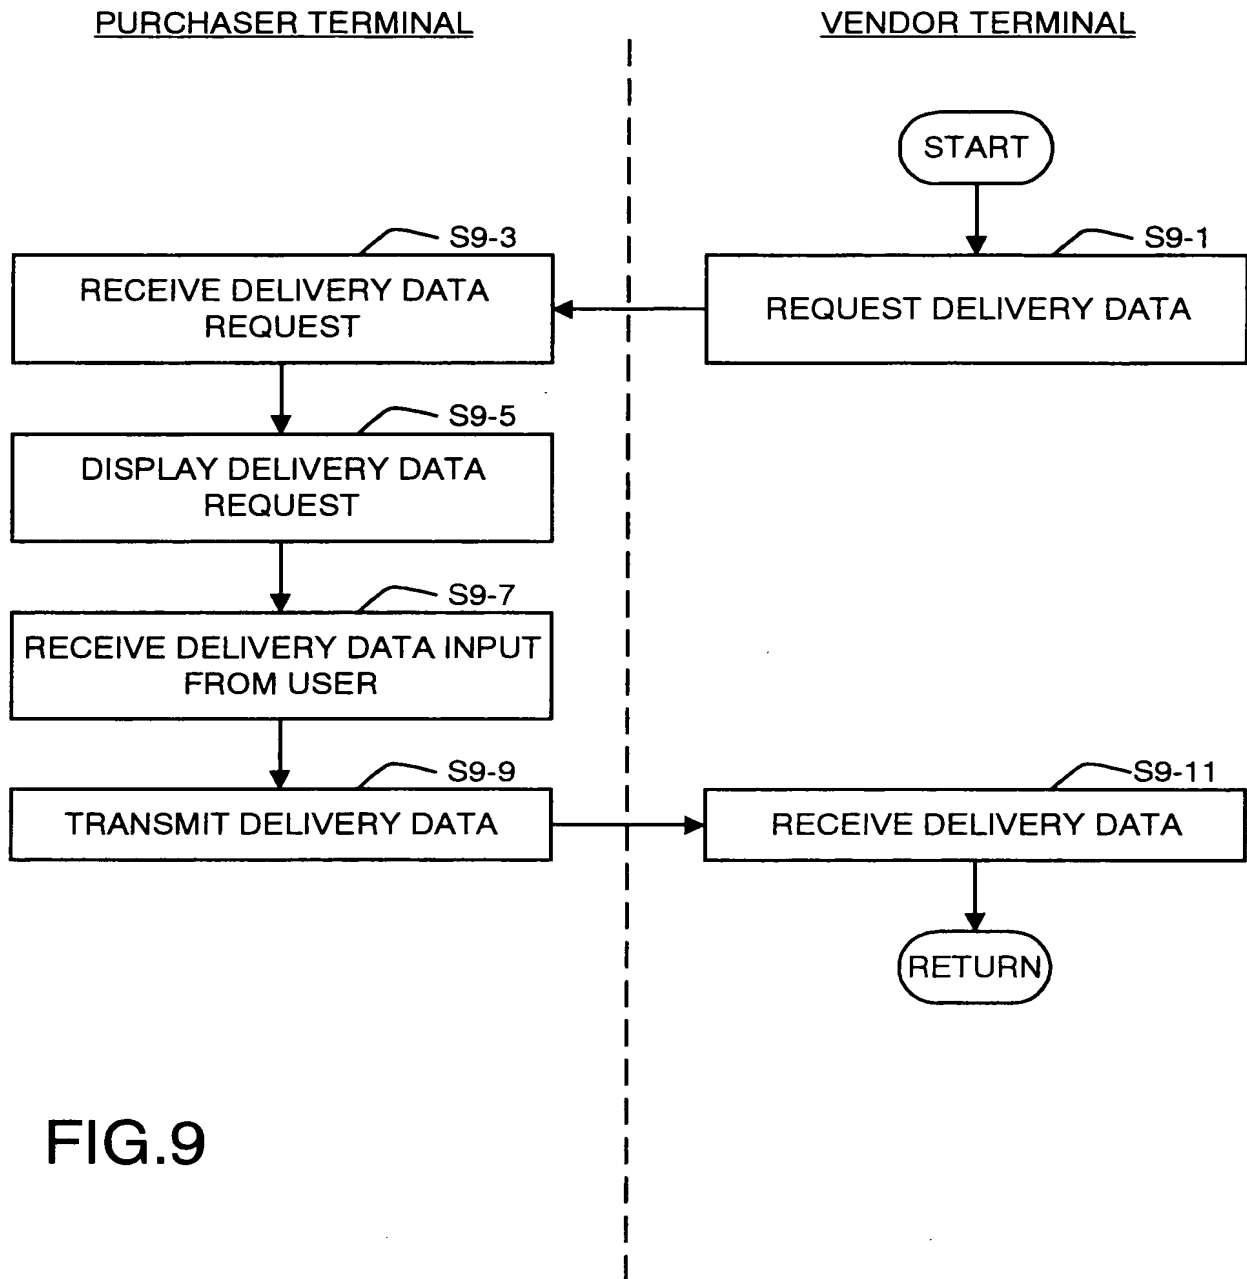 PURCHASER TERMINAL
VENDOR TERMINAL
START
S9-3
S9-1
RECEIVE DELIVERY DATA
REQUEST
REQUEST DELIVERY DATA
S9-5
DISPLAY DELIVERY DATA
REQUEST
S9-7
RECEIVE DELIVERY DATA INPUT
FROM USER
S9-9
S9-11
TRANSMIT DELIVERY DATA
RECEIVE DELIVERY DATA
RETURN
FIG.9